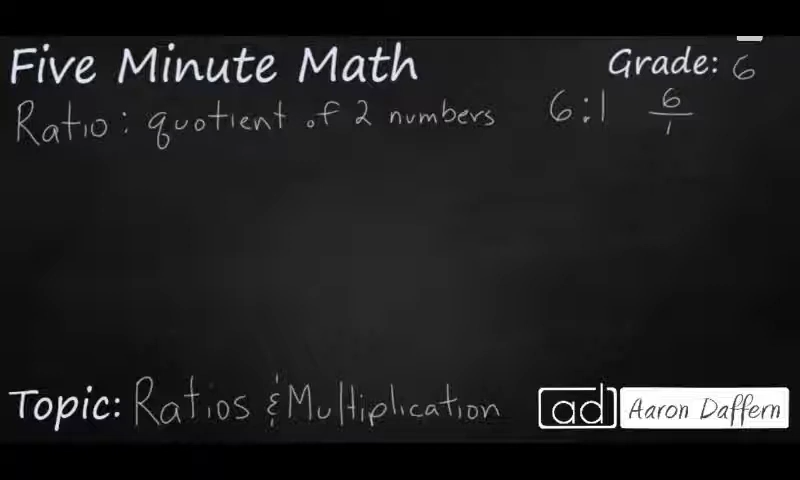 Five Minute Math
Grade: 6
Ratio: quotient of 2 numbers 6:1 6/1
Topic: Ratios & Multiplication
ad Aaron Daffern